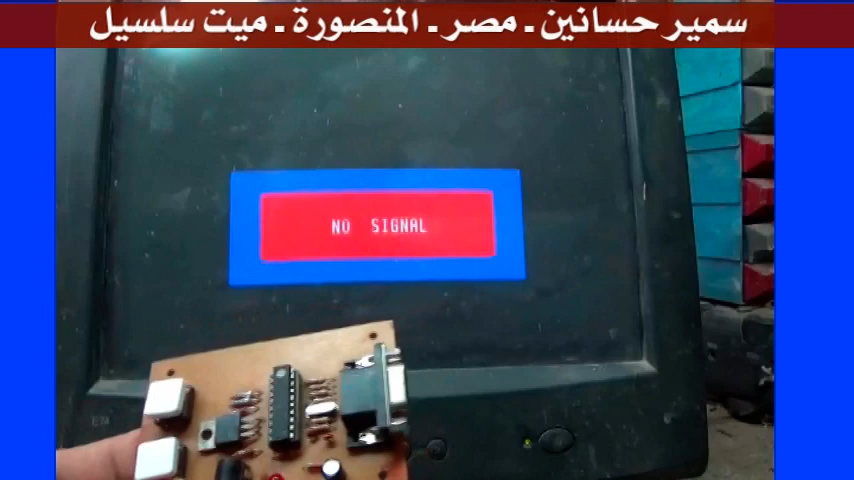 سمير حسانين ـ مصر ـ المنصورة ـ ميت سلسيل
NO SIGNAL